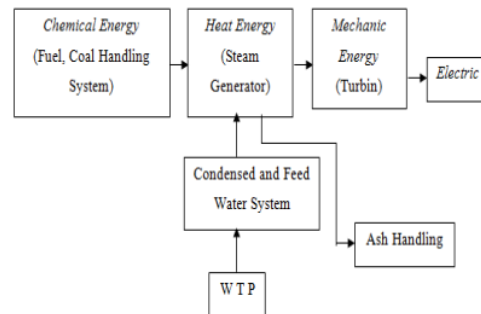 Chemical Energy
(Fuel, Coal Handling
System)
Heat Energy
(Steam
Generator)
Mechanic
Energy
(Turbin)
Electric
Condensed and Feed
Water System
Ash Handling
W T P